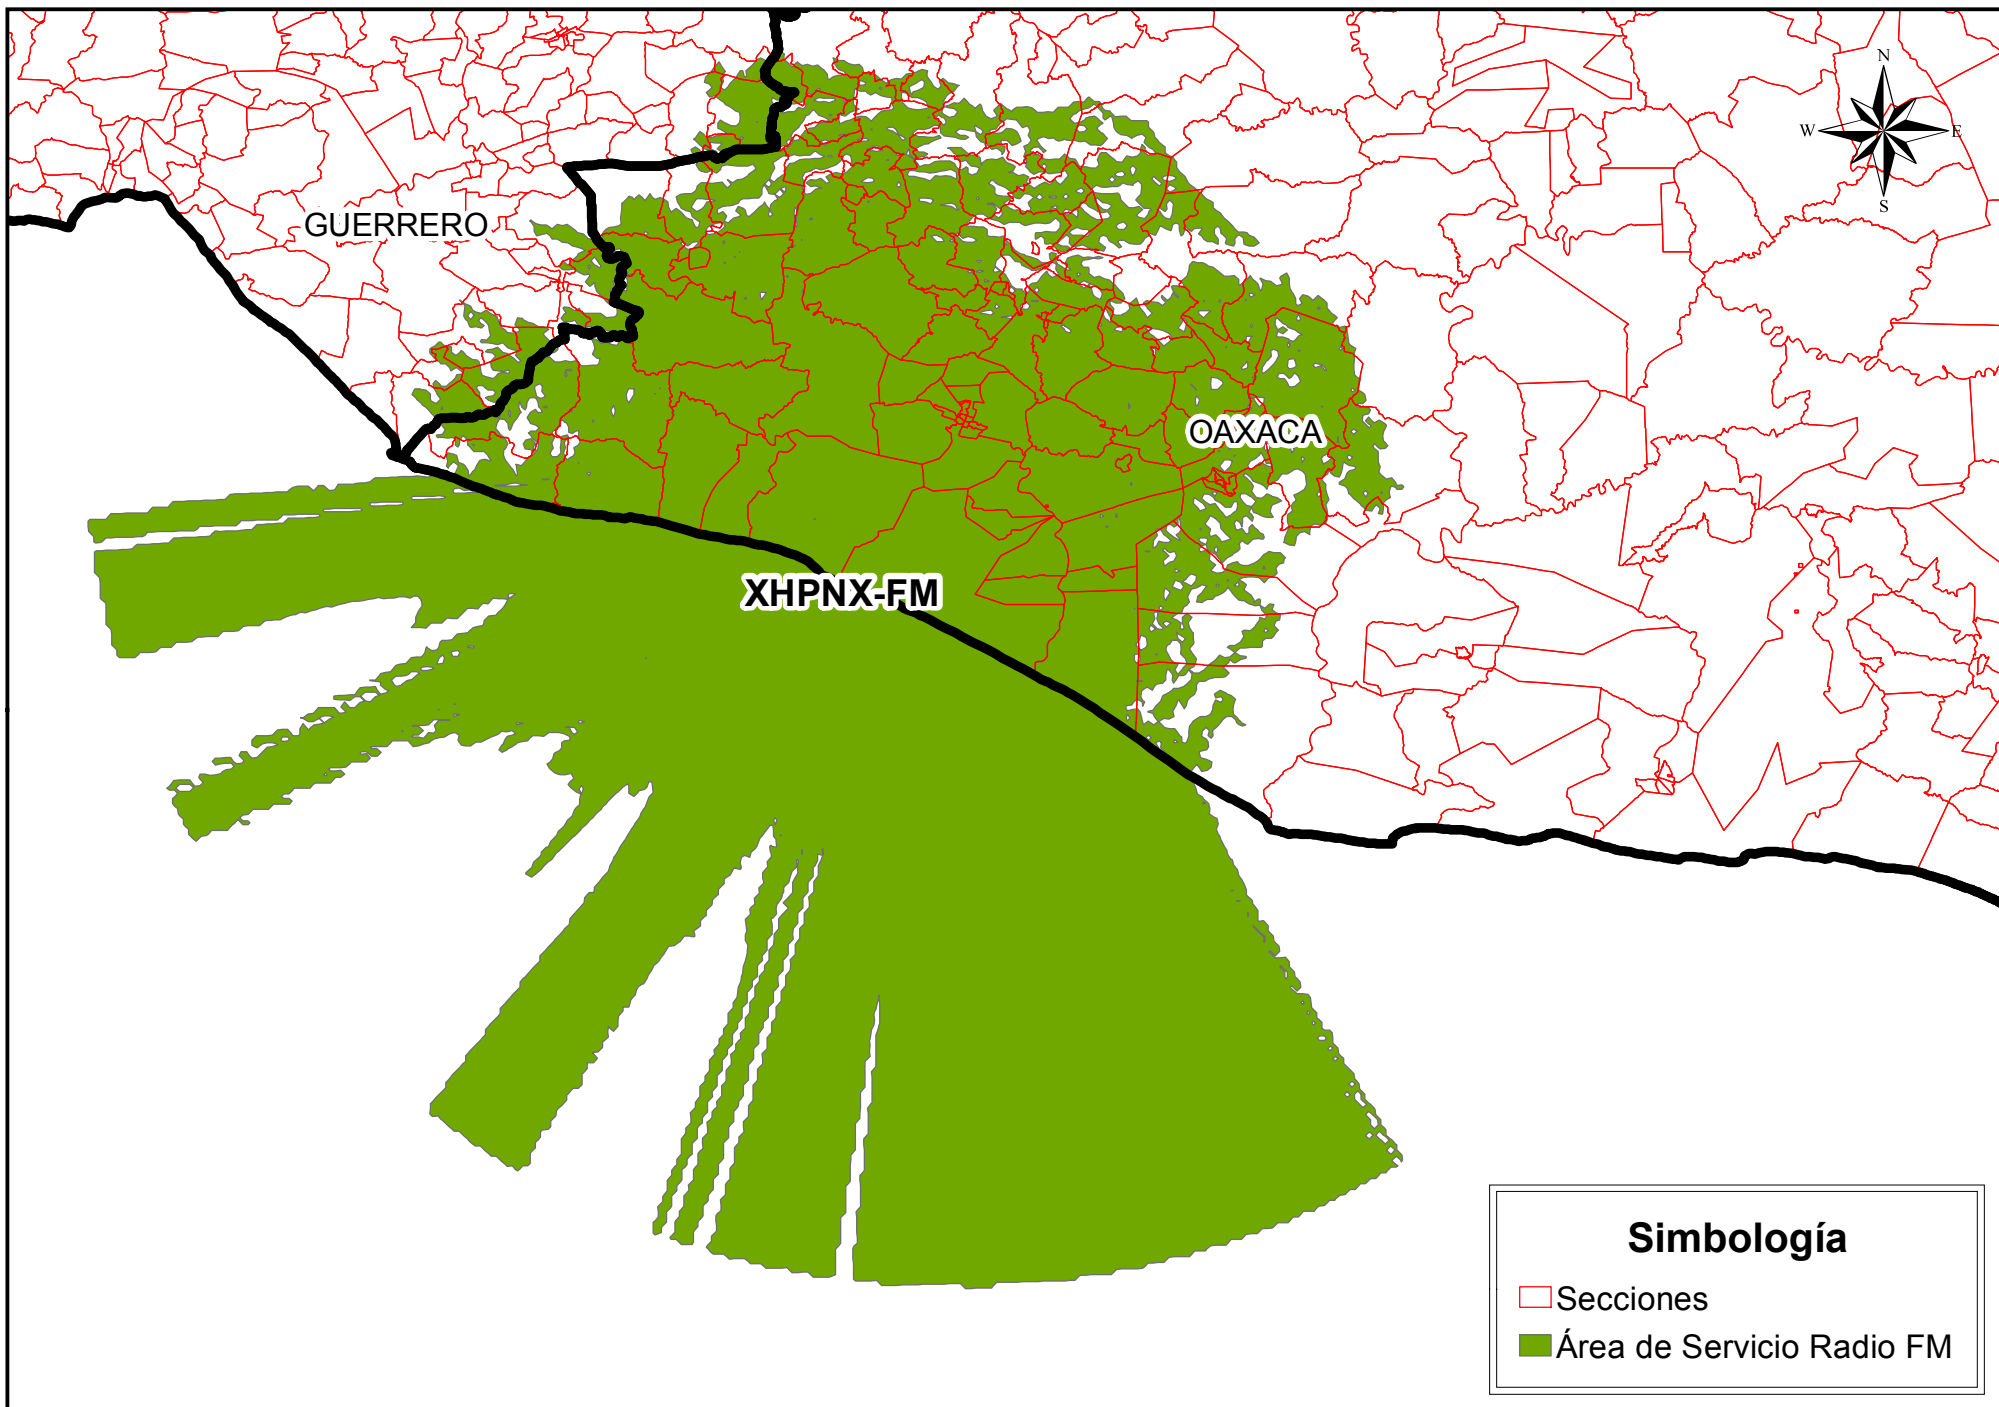 N
W
E
S
GUERRERO
OAXACA
XHPNX-FM
Simbología
Secciones
Área de Servicio Radio FM